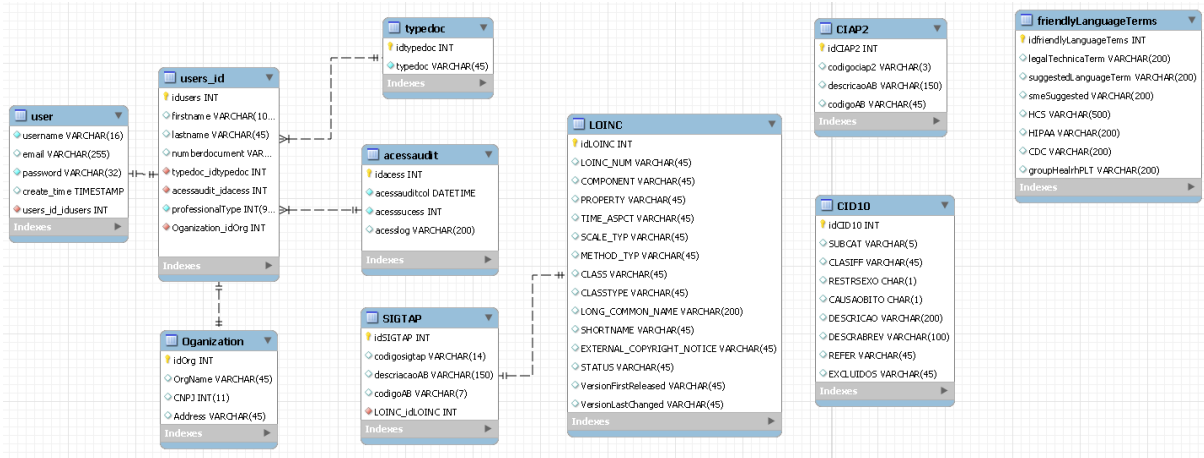 user
username VARCHAR(16)
email VARCHAR(255)
password VARCHAR(32)
create_time TIMESTAMP
users_id_idusers INT
Indexes
users_id
idusers INT
firstname VARCHAR(10...
lastname VARCHAR(45)
numberdocument VAR...
typedoc_idtypedoc INT
acessaudit_idacess INT
professionalType INT(9...
Oganization_idOrg INT
Indexes
Oganization
idOrg INT
OrgName VARCHAR(45)
CNPJ INT(11)
Address VARCHAR(45)
Indexes
typedoc
idtypedoc INT
typedoc VARCHAR(45)
Indexes
acessaudit
idacess INT
acessauditcol DATETIME
acesssucess INT
acesslog VARCHAR(200)
Indexes
SIGTAP
idSIGTAP INT
codigosigtap VARCHAR(14)
descriacaoAB VARCHAR(150)
codigoAB VARCHAR(7)
LOINC_idLOINC INT
Indexes
LOINC
idLOINC INT
LOINC_NUM VARCHAR(45)
COMPONENT VARCHAR(45)
PROPERTY VARCHAR(45)
TIME_ASPCT VARCHAR(45)
SCALE_TYP VARCHAR(45)
METHOD_TYP VARCHAR(45)
CLASS VARCHAR(45)
CLASSTYPE VARCHAR(45)
LONG_COMMON_NAME VARCHAR(200)
SHORTNAME VARCHAR(45)
EXTERNAL_COPYRIGHT_NOTICE VARCHAR(45)
STATUS VARCHAR(45)
VersionFirstReleased VARCHAR(45)
VersionLastChanged VARCHAR(45)
Indexes
CIAP2
idCIAP2 INT
codigociap2 VARCHAR(3)
descricaoAB VARCHAR(150)
codigoAB VARCHAR(45)
Indexes
CID10
idCID10 INT
SUBCAT VARCHAR(5)
CLASIFF VARCHAR(45)
RESTRSEXO CHAR(1)
CAUSAOBITO CHAR(1)
DESCRICAO VARCHAR(200)
DESCRABREV VARCHAR(100)
REFER VARCHAR(45)
EXCLUIDOS VARCHAR(45)
Indexes
friendlyLanguageTerms
idfriendlyLanguageTems INT
legalTechnicaTerm VARCHAR(200)
suggestedLanguageTerm VARCHAR(200)
smeSuggested VARCHAR(200)
HCS VARCHAR(500)
HIPAA VARCHAR(200)
CDC VARCHAR(200)
groupHealrhPLT VARCHAR(200)
Indexes